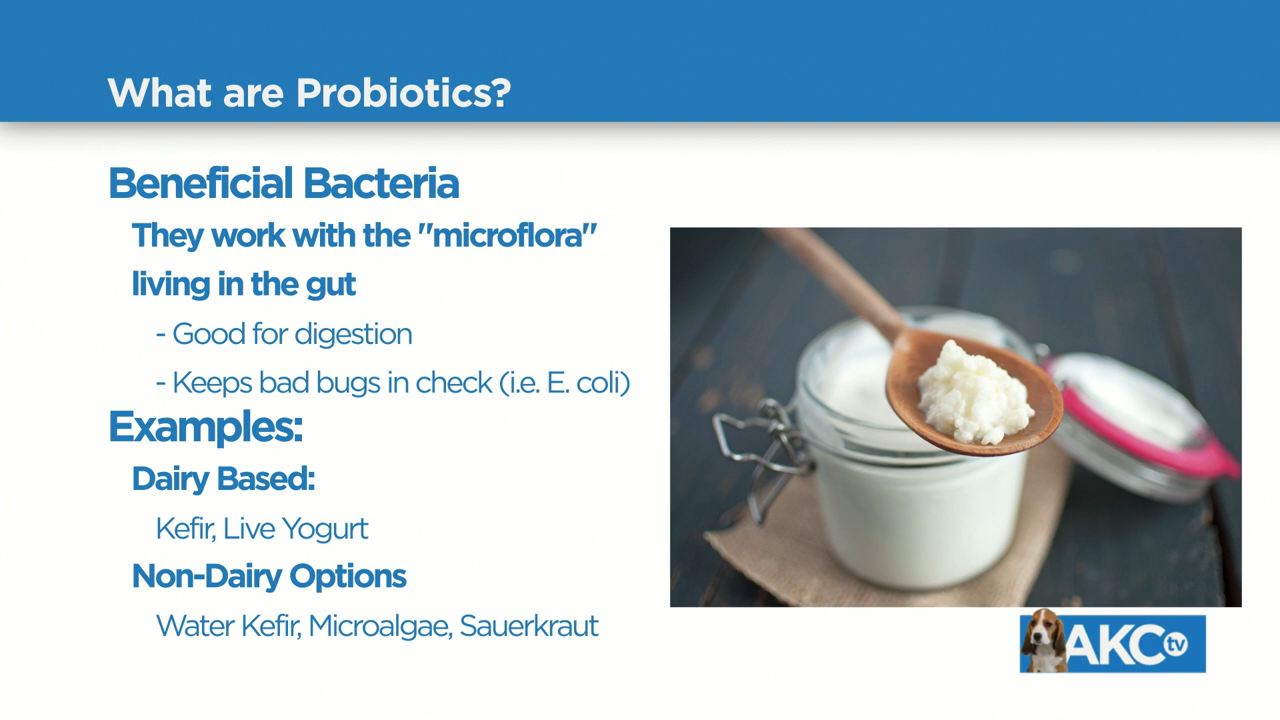 What are Probiotics?
Beneficial Bacteria
They work with the "microflora"
living in the gut
- Good for digestion
- Keeps bad bugs in check (i.e. E. coli)
Examples:
Dairy Based:
Kefir, Live Yogurt
Non-Dairy Options
Water Kefir, Microalgae, Sauerkraut
AKC tv